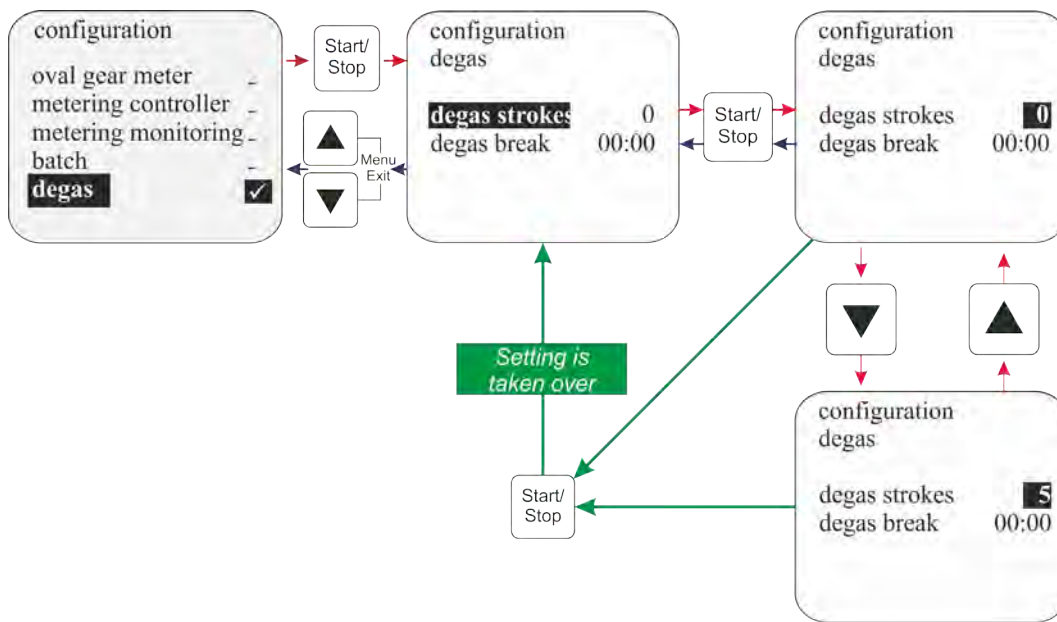 configuration
oval gear meter -
metering controller -
metering monitoring -
batch -
degas ✓
Start/
Stop
Menu
Exit
configuration
degas
degas strokes 0
degas break 00:00
Start/
Stop
configuration
degas
degas strokes 0
degas break 00:00
Setting is
taken over
Start/
Stop
configuration
degas
degas strokes 5
degas break 00:00